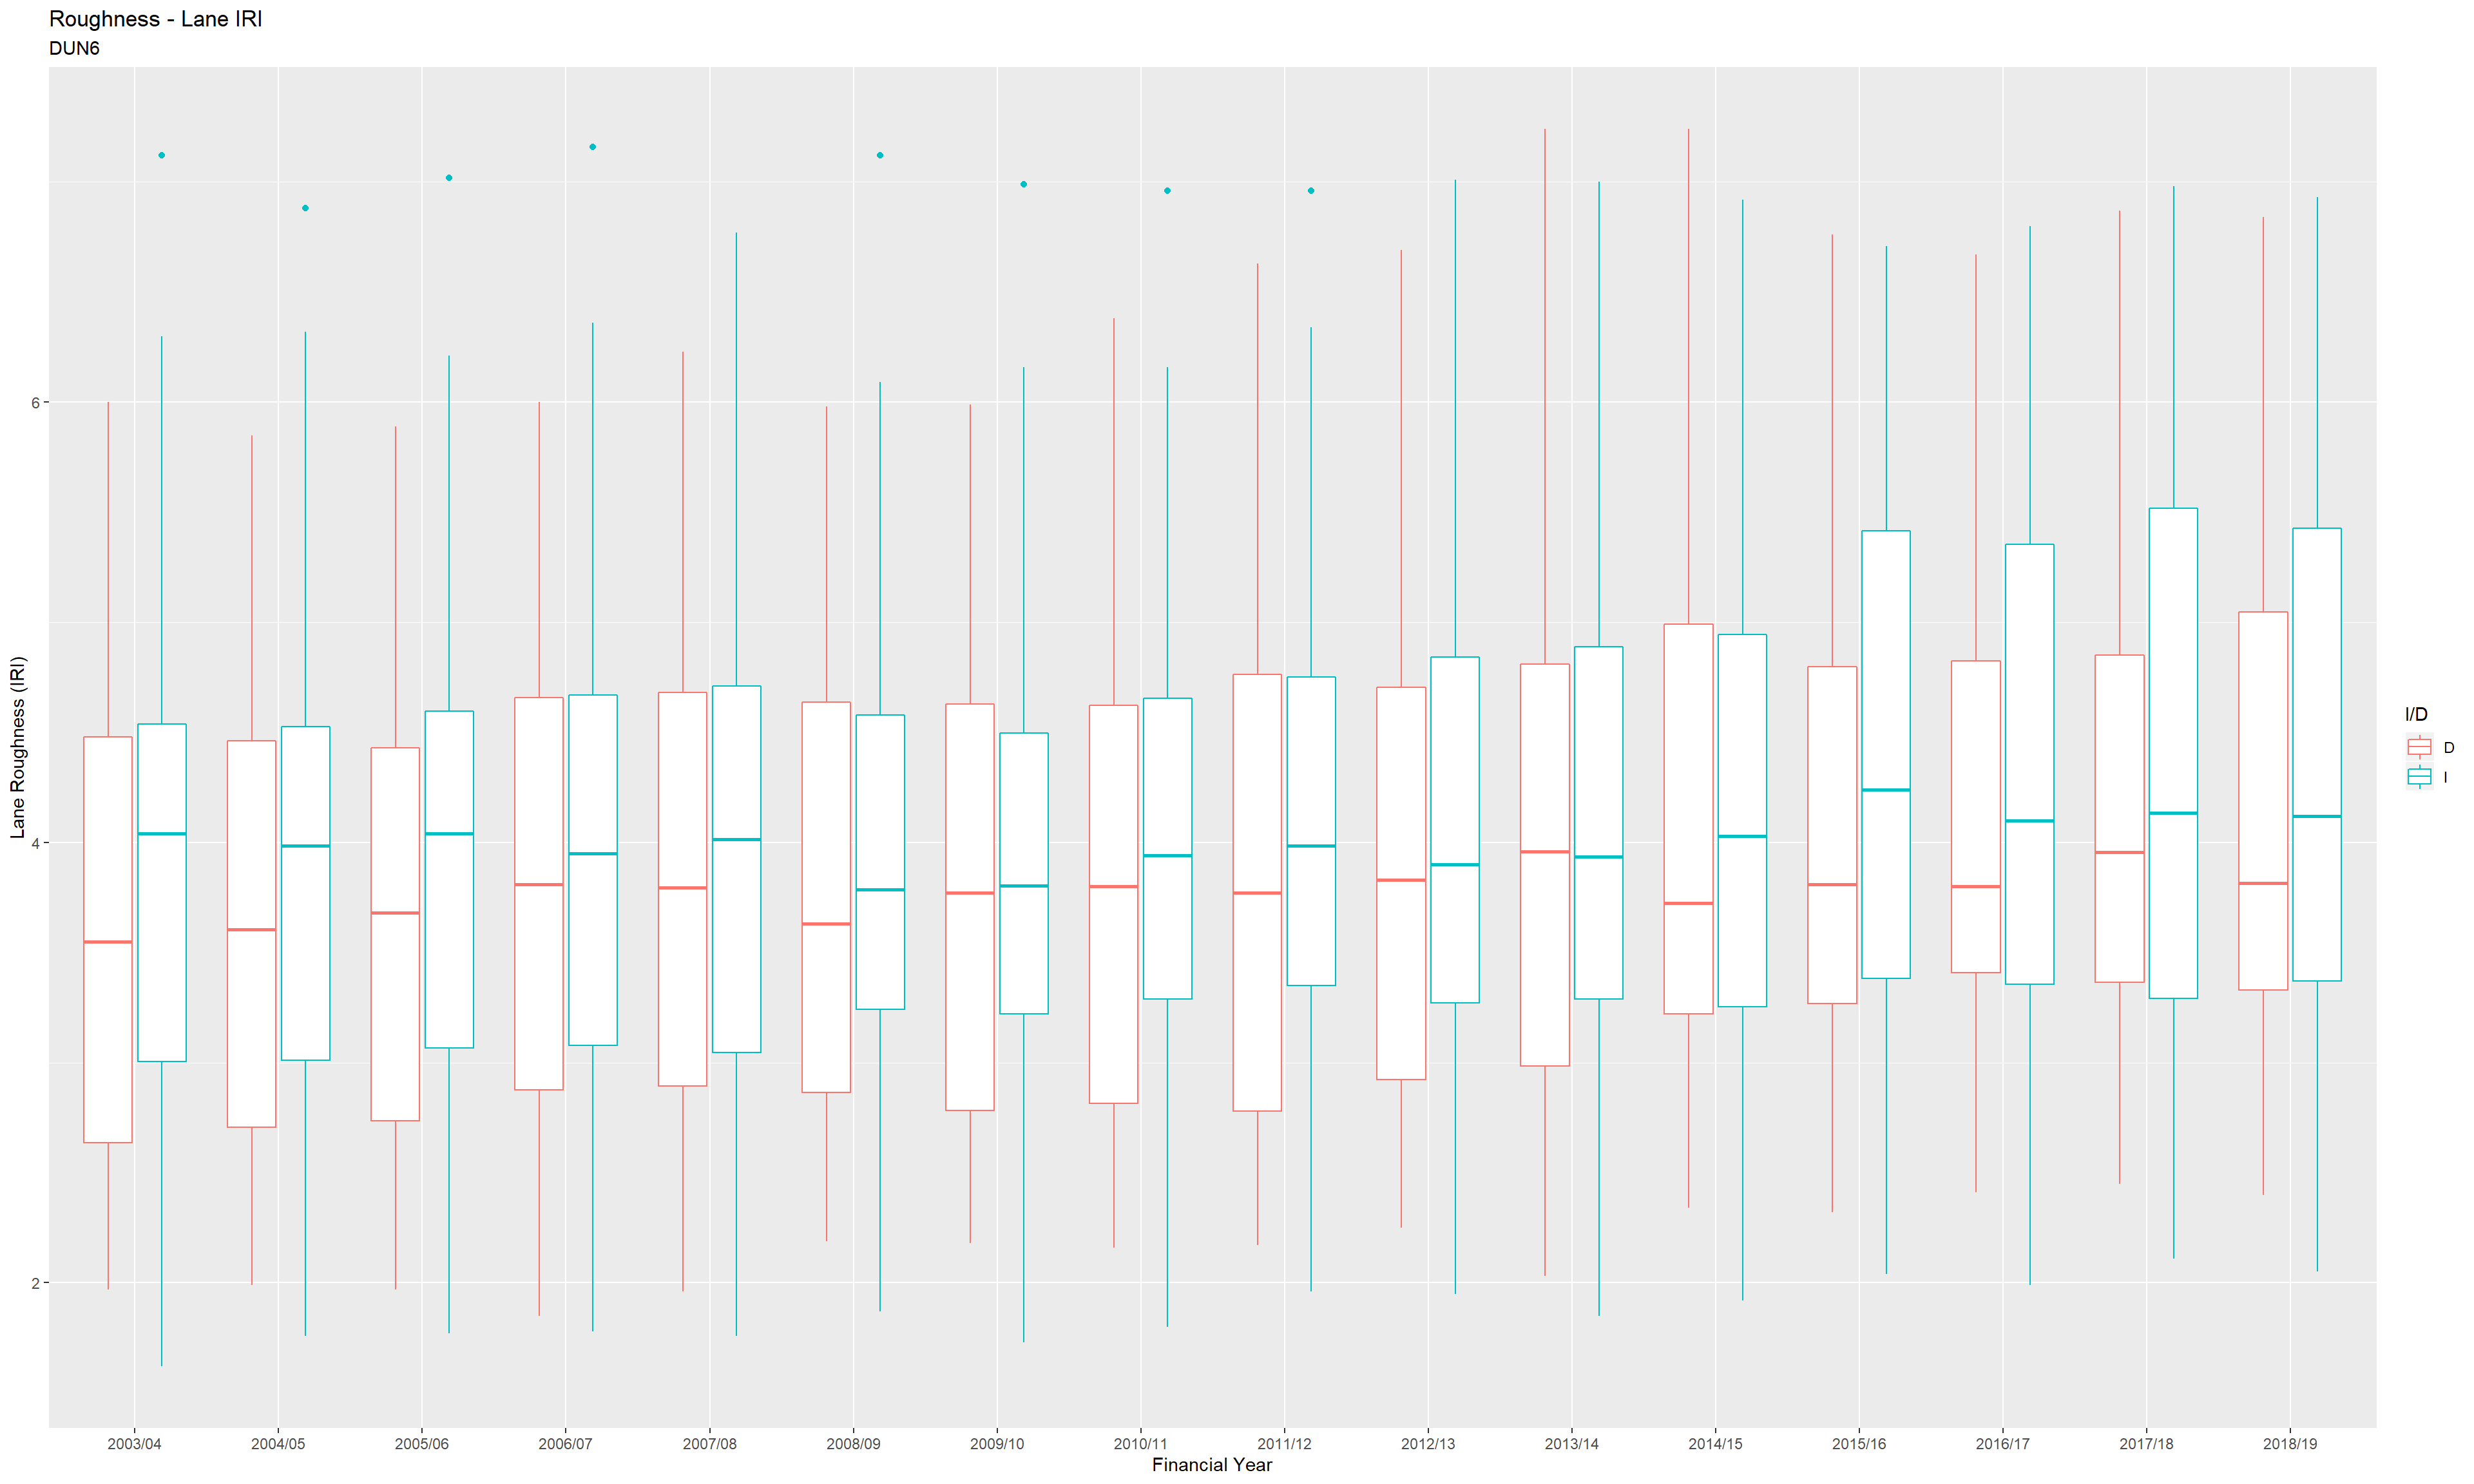 Roughness - Lane IRI
DUN6
Lane Roughness (IRI)
6
4
2
2003/04 2004/05 2005/06 2006/07 2007/08 2008/09 2009/10 2010/11 2011/12 2012/13 2013/14 2014/15 2015/16 2016/17 2017/18 2018/19
Financial Year
I/D
D
I